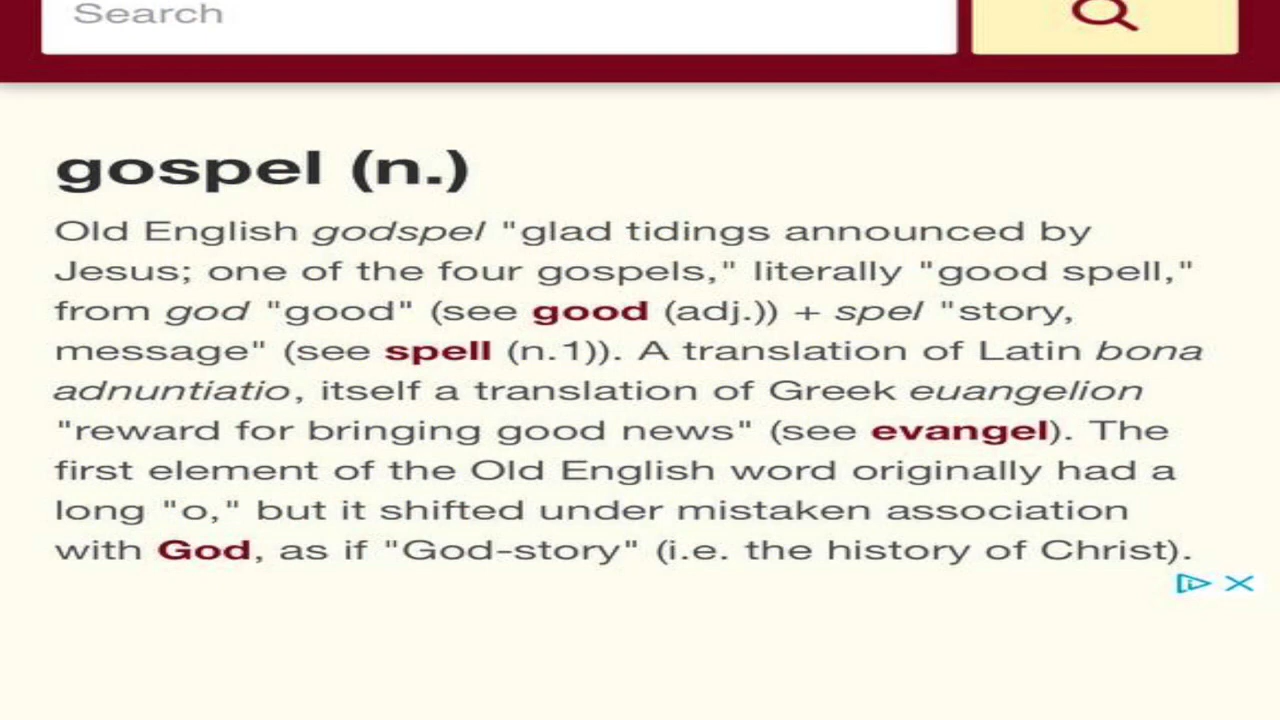 Search
gospel (n.)
Old English godspel "glad tidings announced by
Jesus; one of the four gospels," literally "good spell,"
from god "good" (see good (adj.)) + spel "story,
message" (see spell (n.1)). A translation of Latin bona
adnuntiatio, itself a translation of Greek euangelion
"reward for bringing good news" (see evangel). The
first element of the Old English word originally had a
long "o," but it shifted under mistaken association
with God, as if "God-story" (i.e. the history of Christ).